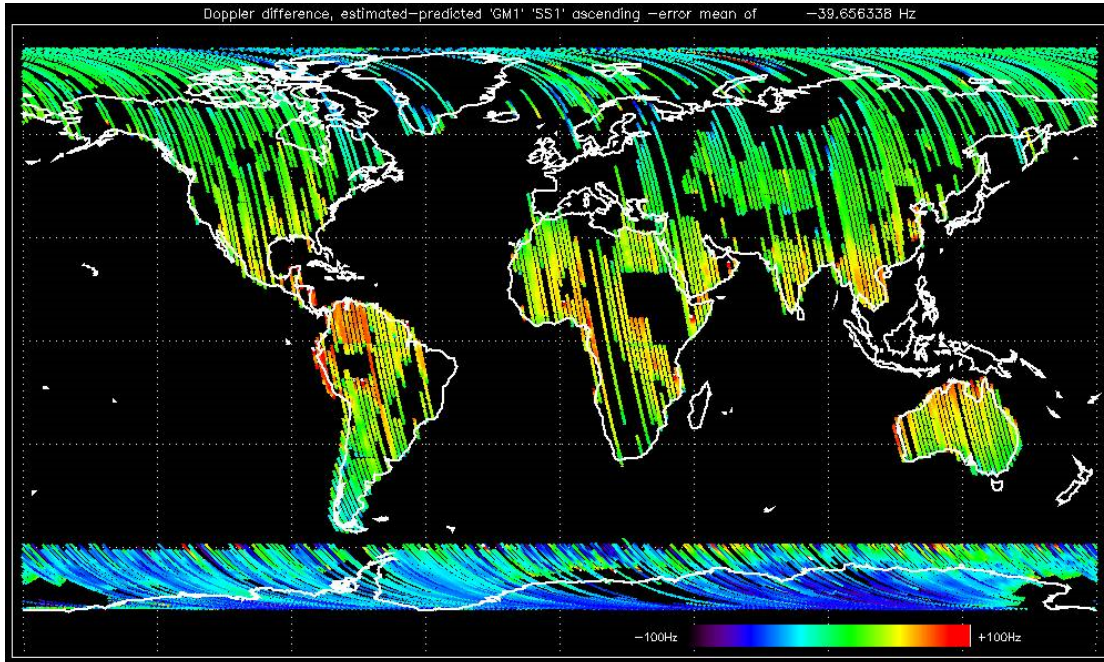 Doppler difference, estimated-predicted 'GM1' 'SS1' ascending -error mean of -39.656338 Hz
-100Hz
+100Hz